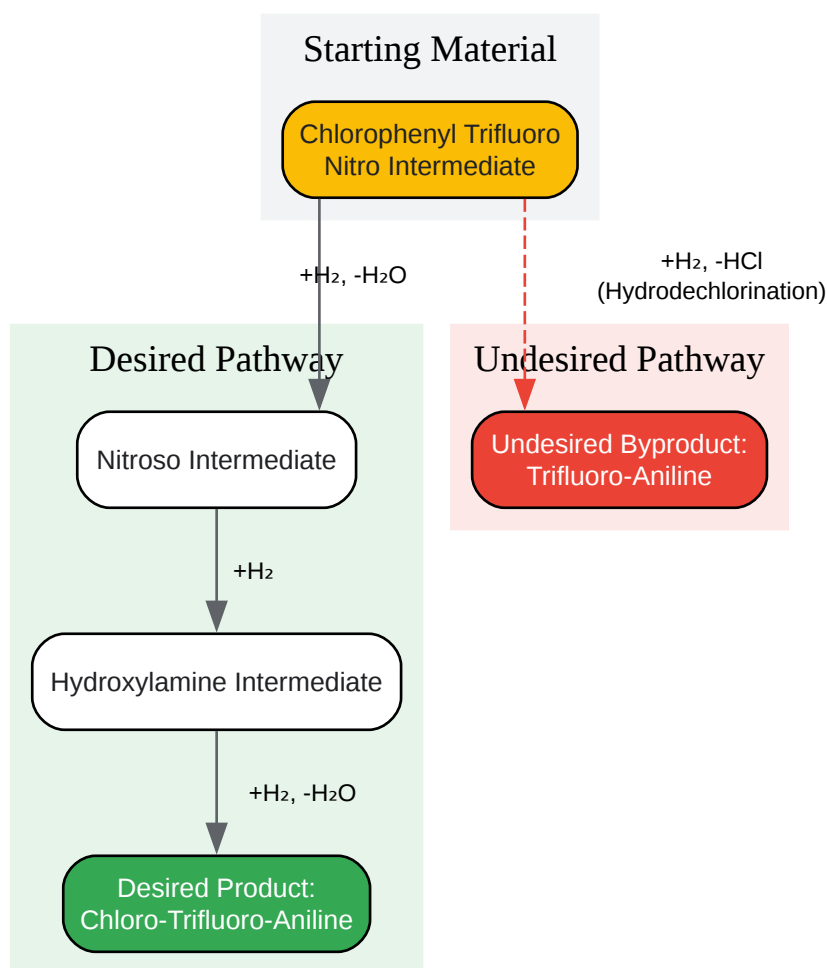 Starting Material
Chlorophenyl Trifluoro
Nitro Intermediate
+H₂, -H₂O
+H₂, -HCl
(Hydrodechlorination)
Desired Pathway
Undesired Pathway
Nitroso Intermediate
Undesired Byproduct:
Trifluoro-Aniline
+H₂
Hydroxylamine Intermediate
+H₂, -H₂O
Desired Product:
Chloro-Trifluoro-Aniline